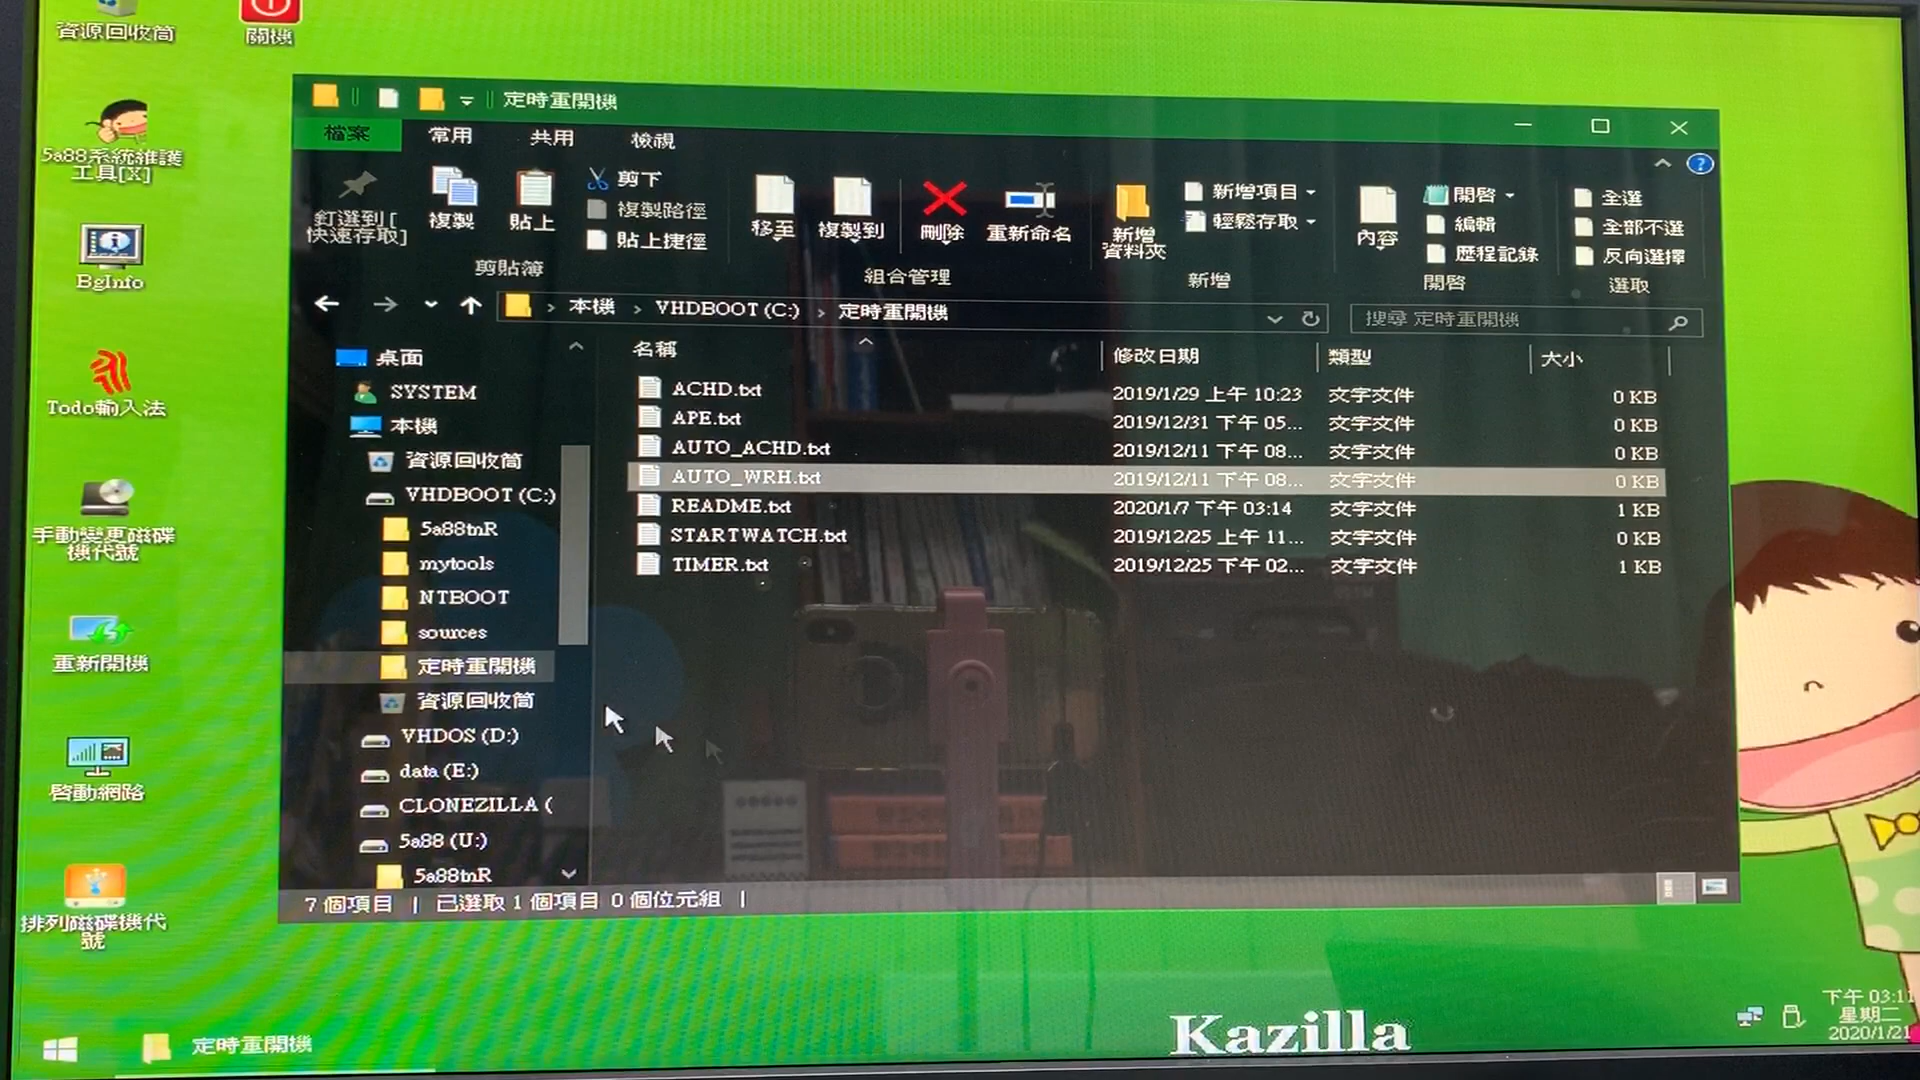 資源回收筒
關機
5a88系統維護
工具[X]
BgInfo
Todo輸入法
手動變更磁碟
機代號
重新開機
啓動網路
排列磁碟機代
號
定時重開機
檔案
常用
共用
檢視
釘選到[
快速存取]
複製
貼上
剪下
複製路徑
貼上捷徑
剪貼簿
移至
複製到
刪除
重新命名
組合管理
新增
資料夾
新增項目
輕鬆存取
新增
內容
開啓
編輯
歷程記錄
開啓
全選
全部不選
反向選擇
選取
本機 > VHDBOOT (C:) > 定時重開機
搜尋 定時重開機
桌面
SYSTEM
本機
資源回收筒
VHDBOOT (C:)
5a88tnR
mytools
NTBOOT
sources
定時重開機
資源回收筒
VHDOS (D:)
data (E:)
CLONEZILLA (
5a88 (U:)
5a88tnR
名稱 修改日期 類型 大小
ACHD.txt 2019/1/29 上午 10:23 文字文件 0 KB
APE.txt 2019/12/31 下午 05... 文字文件 0 KB
AUTO_ACHD.txt 2019/12/11 下午 08... 文字文件 0 KB
AUTO_WRH.txt 2019/12/11 下午 08... 文字文件 0 KB
README.txt 2020/1/7 下午 03:14 文字文件 1 KB
STARTWATCH.txt 2019/12/25 上午 11... 文字文件 0 KB
TIMER.txt 2019/12/25 下午 02... 文字文件 1 KB
7 個項目 | 已選取 1 個項目 0 個位元組 |
Kazilla
定時重開機
下午 03:11
星期二
2020/1/21